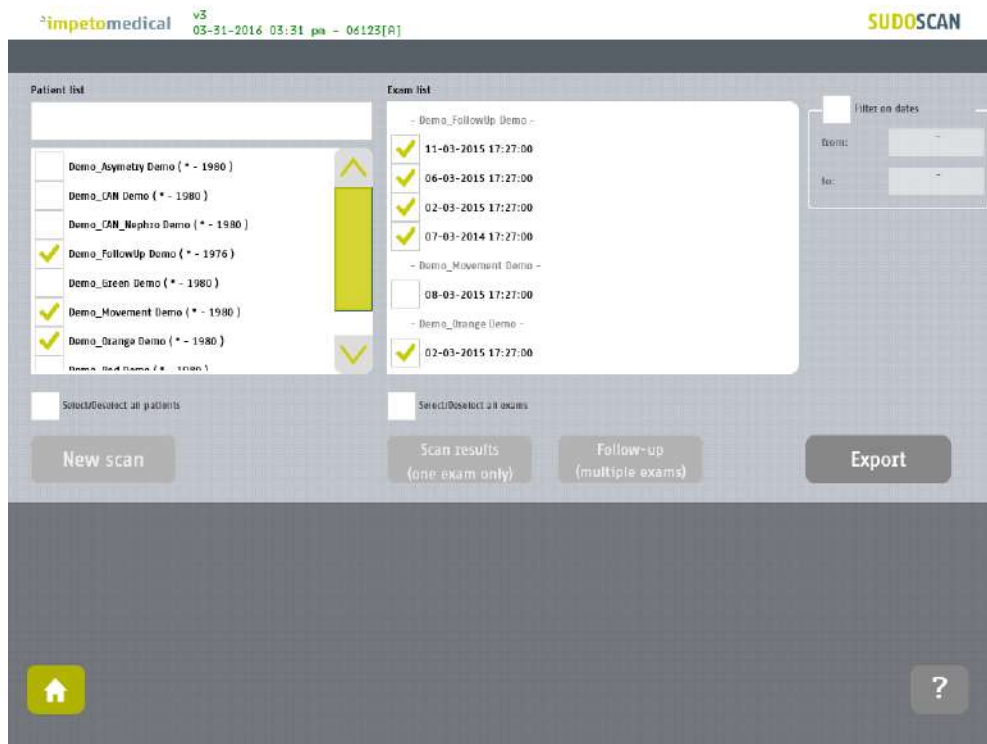 impetomedical
v3
03-31-2016 03:31 pm - 06123[A]
SUDOSCAN
Patient list
Exam list
Filter on dates
from:
-
to:
-
Demo_Asymetry Demo ( * - 1980 )
Demo_CAN Demo ( * - 1980 )
Demo_CAN_Nephro Demo ( * - 1980 )
Demo_FollowUp Demo ( * - 1976 )
Demo_Green Demo ( * - 1980 )
Demo_Movement Demo ( * - 1980 )
Demo_Orange Demo ( * - 1980 )
Demo_Red Demo ( * - 1980 )
- Demo_FollowUp Demo -
11-03-2015 17:27:00
06-03-2015 17:27:00
02-03-2015 17:27:00
07-03-2014 17:27:00
- Demo_Movement Demo -
08-03-2015 17:27:00
- Demo_Orange Demo -
02-03-2015 17:27:00
Select/Deselect all patients
Select/Deselect all exams
New scan
Scan results
(one exam only)
Follow-up
(multiple exams)
Export
?